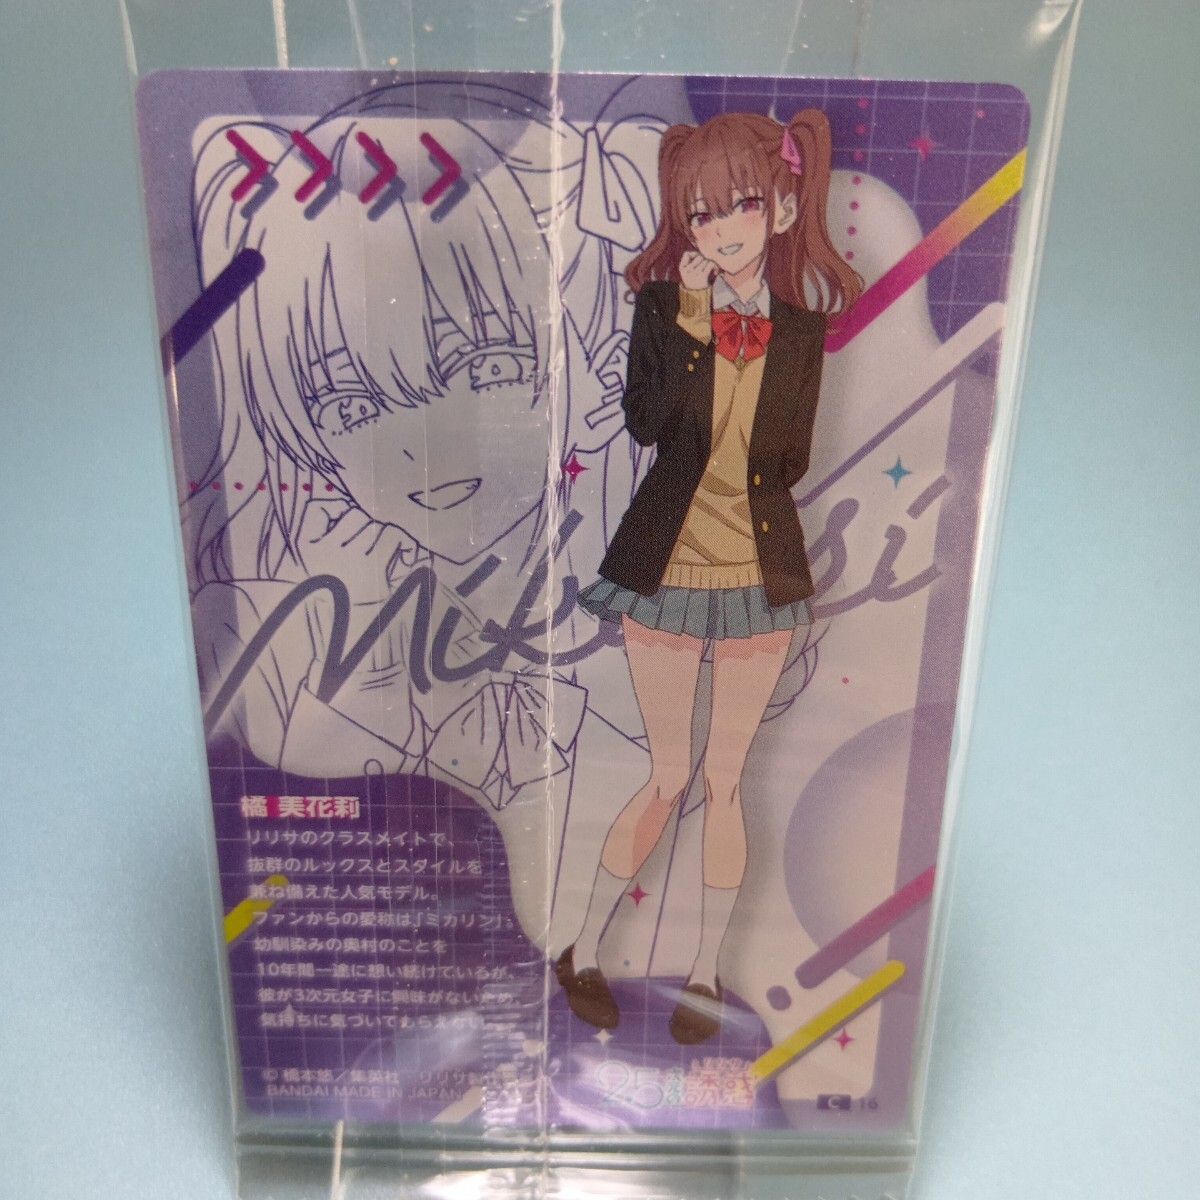 Mikari
橘 美花莉
リリサのクラスメイトで、
抜群のルックスとスタイルを
兼ね備えた人気モデル。
ファンからの愛称は「ミカリン」。
幼馴染みの奥村のことを
10年間一途に想い続けているが、
彼が3次元女子に興味がないため、
気持ちに気づいてもらえない。
© 橋本悠／集英社・リリサ製
BANDAI MADE IN JAPAN
2.5次元の誘惑
C 16